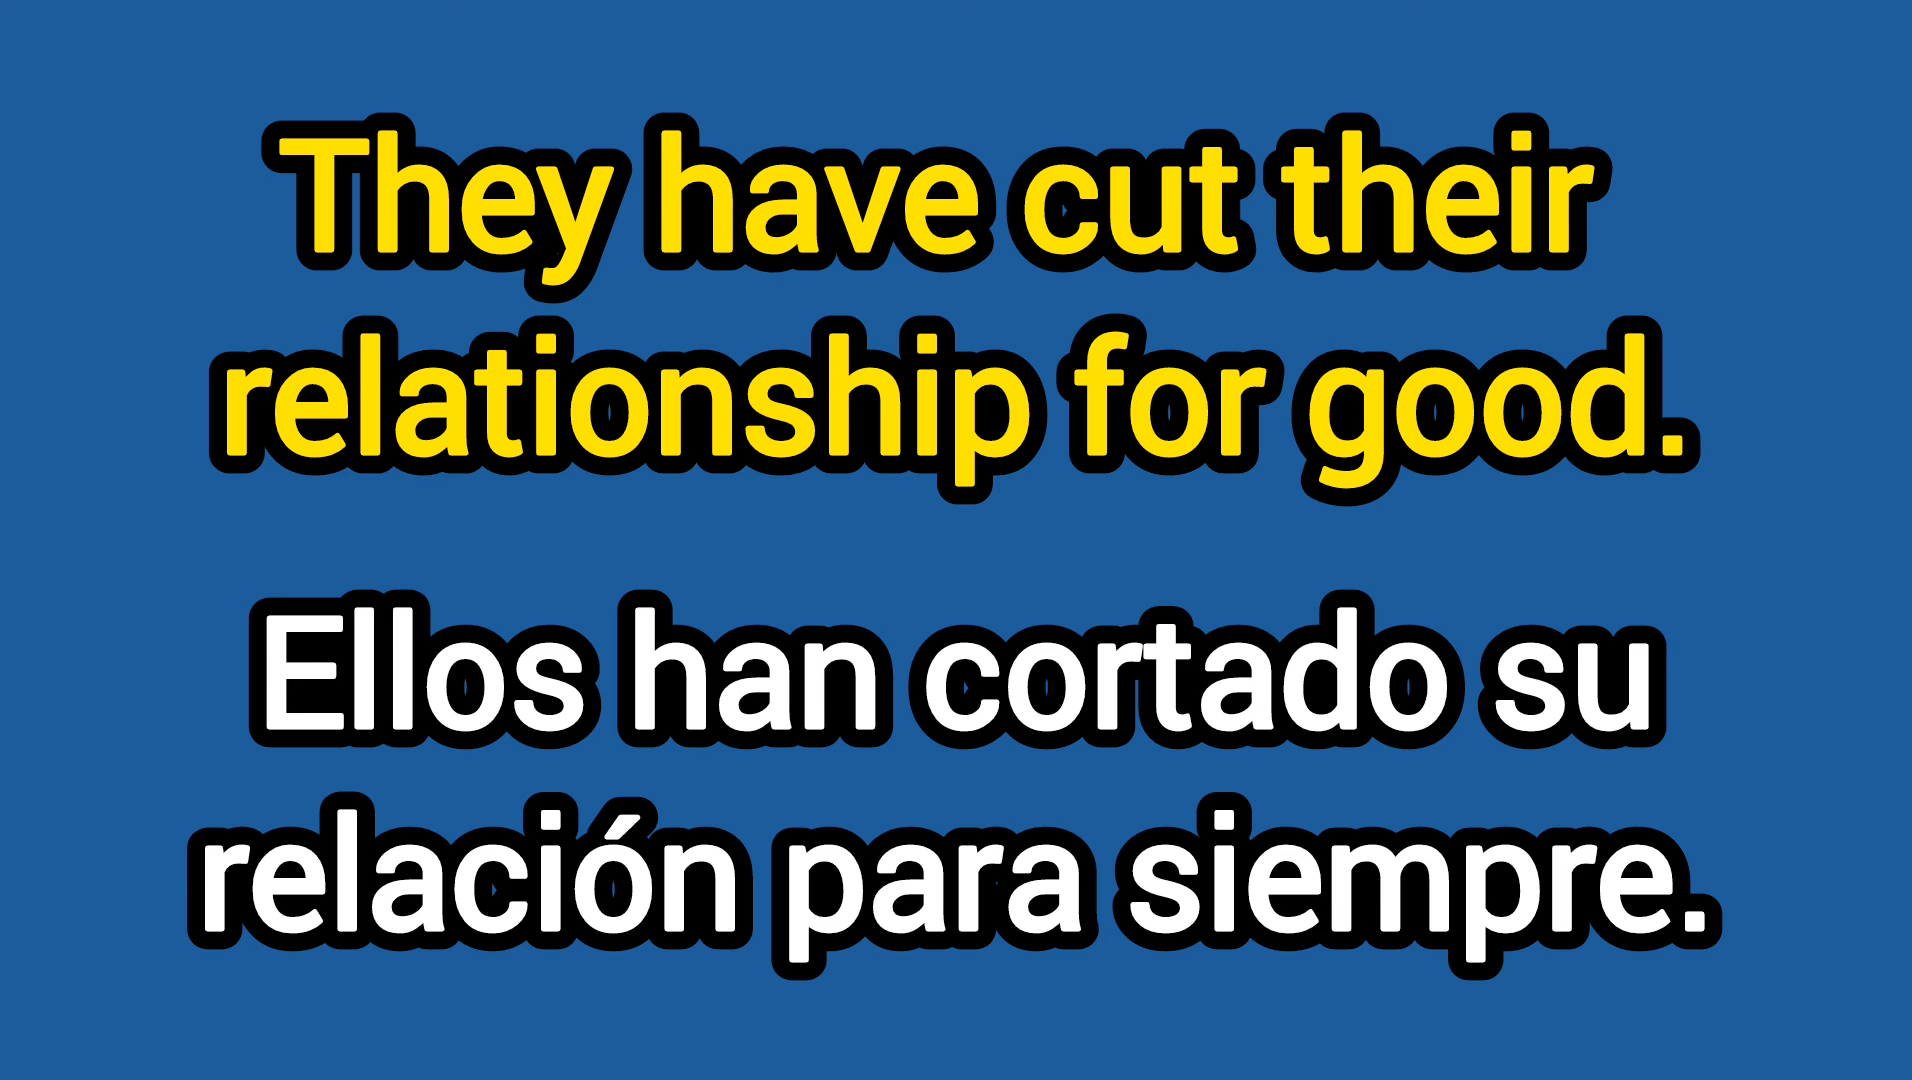 They have cut their
relationship for good.
Ellos han cortado su
relación para siempre.